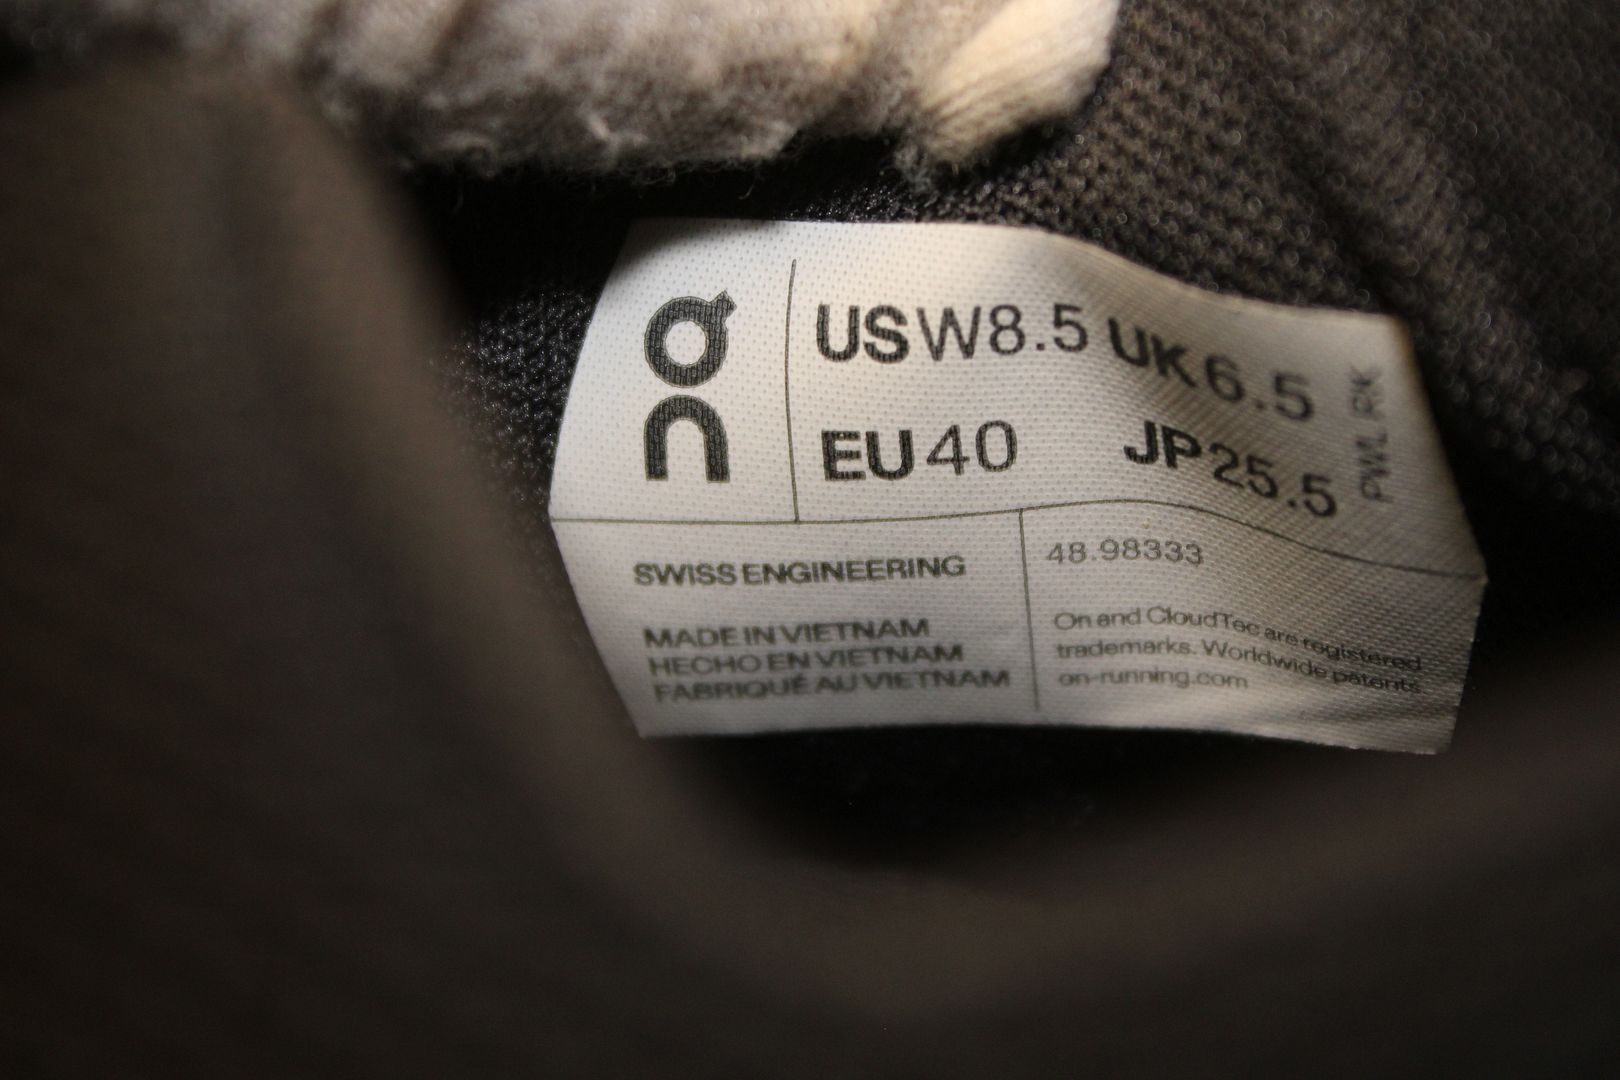 On
USW8.5 UK6.5
EU40 JP25.5
PWL RK
SWISS ENGINEERING
MADE IN VIETNAM
HECHO EN VIETNAM
FABRIQUÉ AU VIETNAM
48.98333
On and CloudTec are registered
trademarks. Worldwide patents
on-running.com